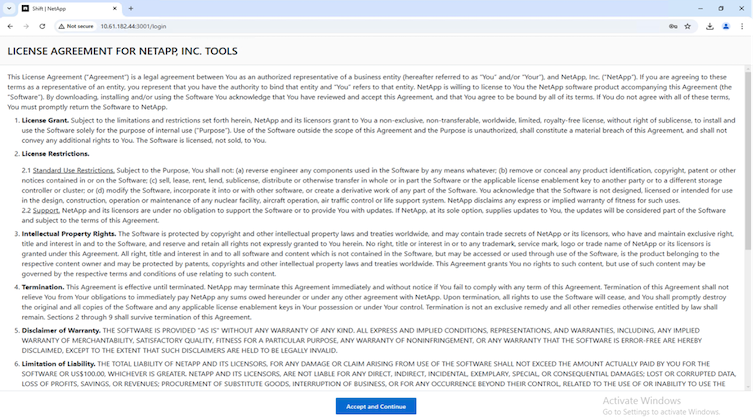 Shift | NetApp
Not secure
10.61.182.44:3001/login
LICENSE AGREEMENT FOR NETAPP, INC. TOOLS
This License Agreement ("Agreement") is a legal agreement between You as an authorized representative of a business entity (hereafter referred to as "You" and/or "Your"), and NetApp, Inc. ("NetApp"). If you are agreeing to these
terms as a representative of an entity, you represent that you have the authority to bind that entity and "You" refers to that entity. NetApp is willing to license to You the NetApp software product accompanying this Agreement (the
"Software"). By downloading, installing and/or using the Software You acknowledge that You have reviewed and accept this Agreement, and that You agree to be bound by all of its terms. If You do not agree with all of these terms,
You must promptly return the Software to NetApp.
1. License Grant. Subject to the limitations and restrictions set forth herein, NetApp and its licensors grant to You a non-exclusive, non-transferable, worldwide, limited, royalty-free license, without right of sublicense, to install and
use the Software solely for the purpose of internal use ("Purpose"). Use of the Software outside the scope of this Agreement and the Purpose is unauthorized, shall constitute a material breach of this Agreement, and shall not
convey any additional rights to You. The Software is licensed, not sold, to You.
2. License Restrictions.
2.1 Standard Use Restrictions. Subject to the Purpose, You shall not: (a) reverse engineer any components used in the Software by any means whatever; (b) remove or conceal any product identification, copyright, patent or other
notices contained in or on the Software; (c) sell, lease, rent, lend, sublicense, distribute or otherwise transfer in whole or in part the Software or the applicable license enablement key to another party or to a different storage
controller or cluster; or (d) modify the Software, incorporate it into or with other software, or create a derivative work of any part of the Software. You acknowledge that the Software is not designed, licensed or intended for use
in the design, construction, operation or maintenance of any nuclear facility, aircraft operation, air traffic control or life support system. NetApp disclaims any express or implied warranty of fitness for such uses.
2.2 Support. NetApp and its licensors are under no obligation to support the Software or to provide You with updates. If NetApp, at its sole option, supplies updates to You, the updates will be considered part of the Software
and subject to the terms of this Agreement.
3. Intellectual Property Rights. The Software is protected by copyright and other intellectual property laws and treaties worldwide, and may contain trade secrets of NetApp or its licensors, who have and maintain exclusive right,
title and interest in and to the Software, and reserve and retain all rights not expressly granted to You herein. No right, title or interest in or to any trademark, service mark, logo or trade name of NetApp or its licensors is
granted under this Agreement. All right, title and interest in and to all software and content which is not contained in the Software, but may be accessed or used through use of the Software, is the product belonging to the
respective content owner and may be protected by patents, copyrights and other intellectual property laws and treaties worldwide. This Agreement grants You no rights to such content, but use of such content may be
governed by the respective terms and conditions of use relating to such content.
4. Termination. This Agreement is effective until terminated. NetApp may terminate this Agreement immediately and without notice if You fail to comply with any term of this Agreement. Termination of this Agreement shall not
relieve You from Your obligations to immediately pay NetApp any sums owed hereunder or under any other agreement with NetApp. Upon termination, all rights to use the Software will cease, and You shall promptly destroy
the original and all copies of the Software and any applicable license enablement keys in Your possession or under Your control. Termination is not an exclusive remedy and all other remedies otherwise entitled by law shall
remain. Sections 2 through 9 shall survive termination of this Agreement.
5. Disclaimer of Warranty. THE SOFTWARE IS PROVIDED "AS IS" WITHOUT ANY WARRANTY OF ANY KIND. ALL EXPRESS AND IMPLIED CONDITIONS, REPRESENTATIONS, AND WARRANTIES, INCLUDING, ANY IMPLIED
WARRANTY OF MERCHANTABILITY, SATISFACTORY QUALITY, FITNESS FOR A PARTICULAR PURPOSE, ANY WARRANTY OF NONINFRINGEMENT, OR ANY WARRANTY THAT THE SOFTWARE IS ERROR-FREE ARE HEREBY
DISCLAIMED, EXCEPT TO THE EXTENT THAT SUCH DISCLAIMERS ARE HELD TO BE LEGALLY INVALID.
6. Limitation of Liability. THE TOTAL LIABILITY OF NETAPP AND ITS LICENSORS, FOR ANY DAMAGE OR CLAIM ARISING FROM USE OF THE SOFTWARE SHALL NOT EXCEED THE AMOUNT ACTUALLY PAID BY YOU FOR THE
SOFTWARE OR US$100.00, WHICHEVER IS GREATER. NETAPP AND ITS LICENSORS, ARE NOT LIABLE FOR ANY DIRECT, INDIRECT, INCIDENTAL, EXEMPLARY, SPECIAL, OR CONSEQUENTIAL DAMAGES; LOST OR CORRUPTED DATA,
LOSS OF PROFITS, SAVINGS, OR REVENUES; PROCUREMENT OF SUBSTITUTE GOODS, INTERRUPTION OF BUSINESS, OR FOR ANY OCCURRENCE BEYOND THEIR CONTROL, RELATED TO THE USE OF OR INABILITY TO USE THE
Accept and Continue
Activate Windows
Go to Settings to activate Windows.